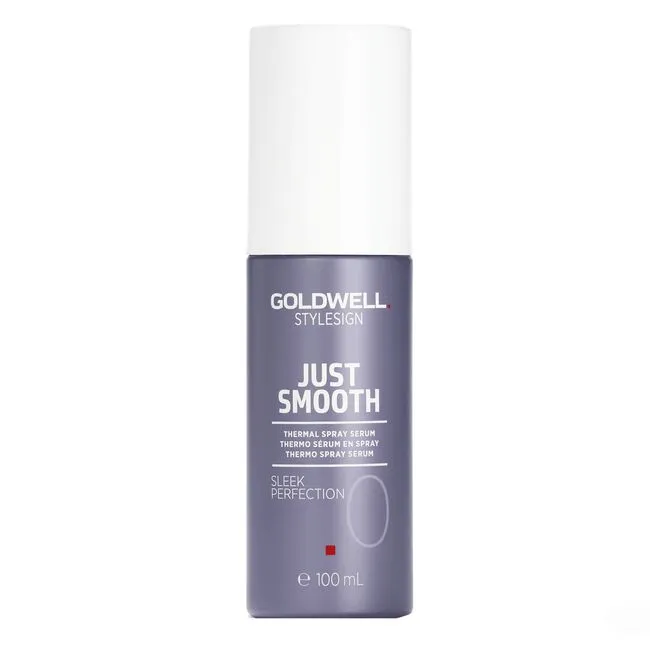 GOLDWELL.
STYLESIGN
JUST
SMOOTH
THERMAL SPRAY SERUM
THERMO SÉRUM EN SPRAY
THERMO SPRAY SERUM
SLEEK
PERFECTION
0
℮ 100 mL